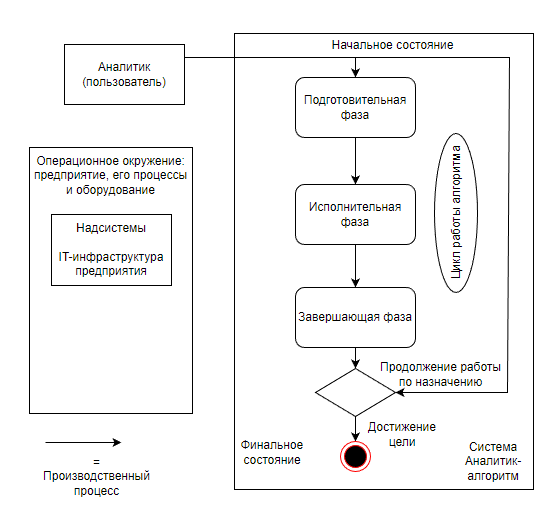 Начальное состояние
Аналитик
(пользователь)
Подготовительная
фаза
Операционное окружение:
предприятие, его процессы
и оборудование
Надсистемы
IT-инфраструктура
предприятия
Исполнительная
фаза
Цикл работы алгоритма
Завершающая фаза
Продолжение работы
по назначению
Достижение
цели
Финальное
состояние
Система
Аналитик-
алгоритм
=
Производственный
процесс